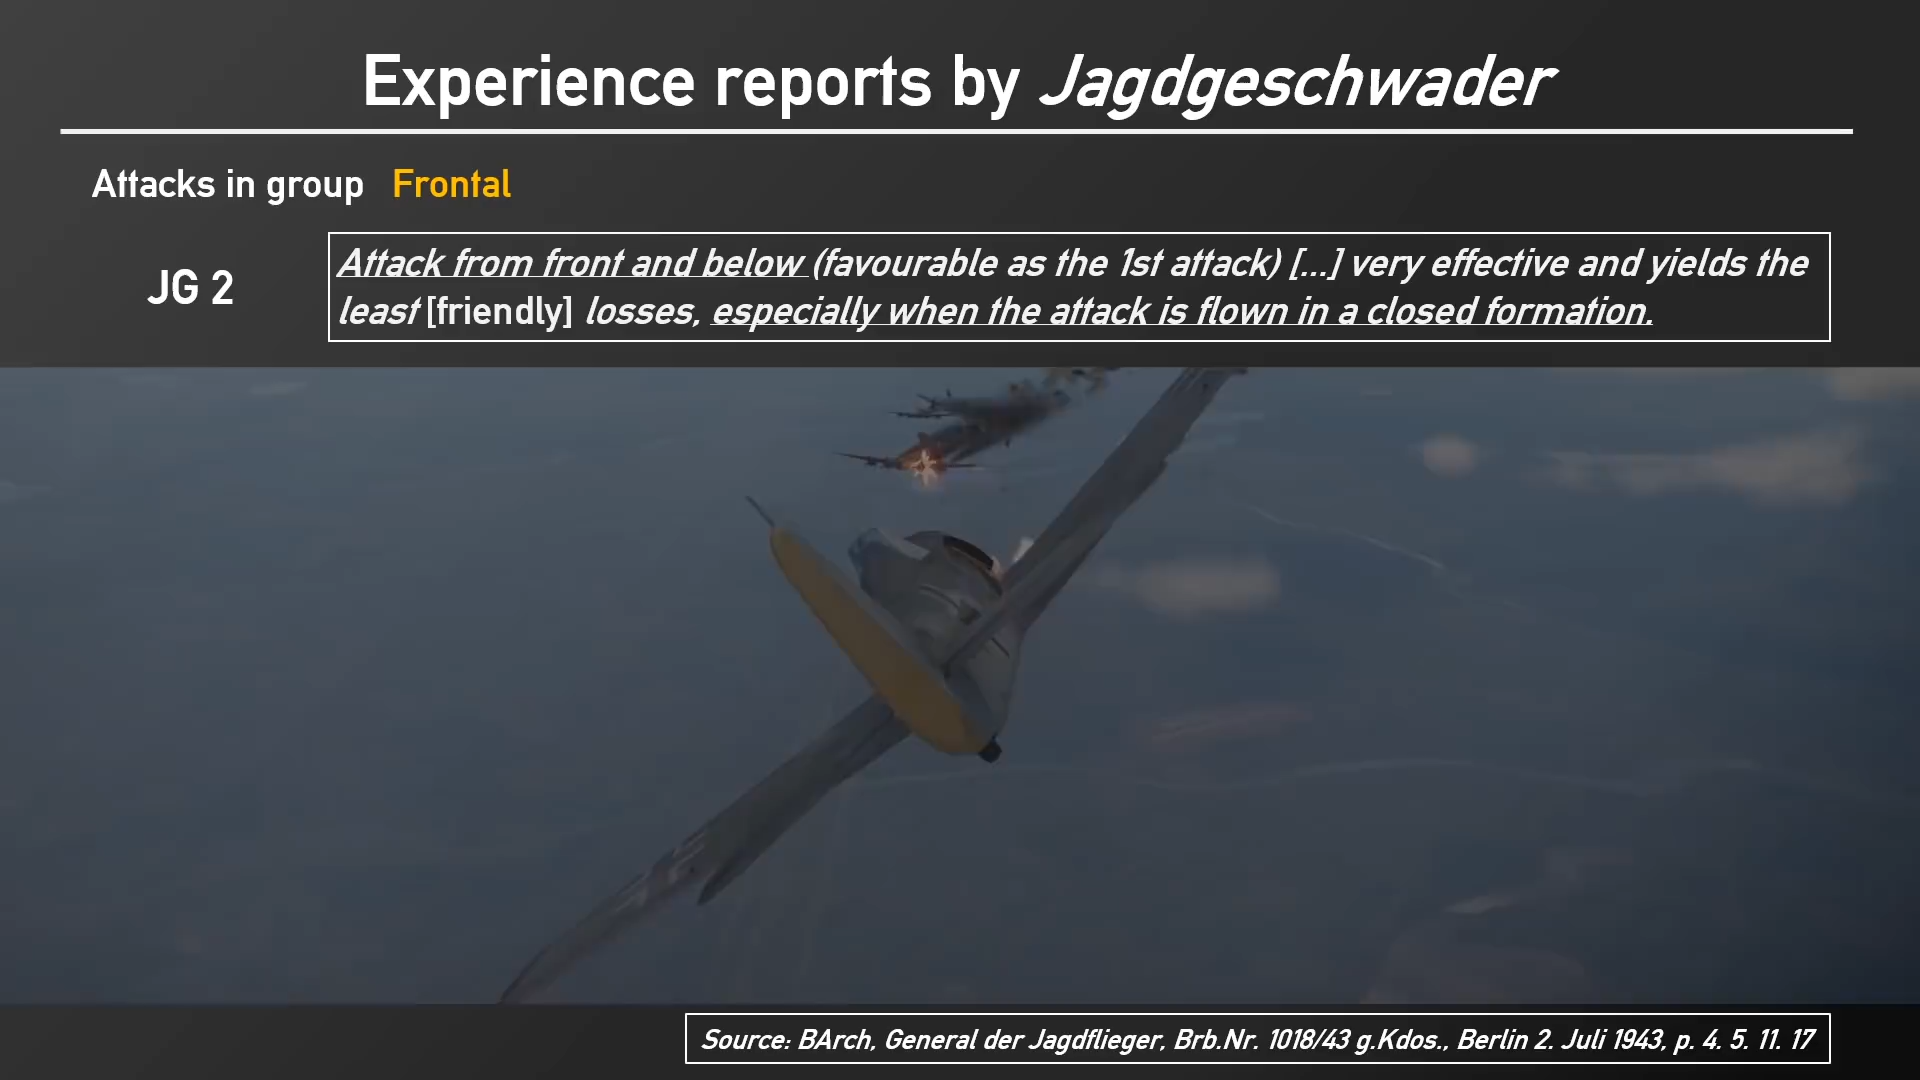 Experience reports by Jagdgeschwader
Attacks in group Frontal
JG 2
Attack from front and below (favourable as the 1st attack) [...] very effective and yields the
least [friendly] losses, especially when the attack is flown in a closed formation.
Source: BArch, General der Jagdflieger, Brb.Nr. 1018/43 g.Kdos., Berlin 2. Juli 1943, p. 4. 5. 11. 17